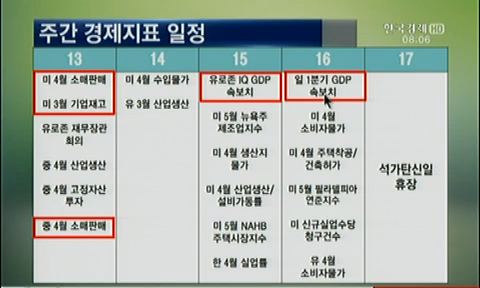 주간 경제지표 일정
한국경제 HD
08:06
13
14
15
16
17
미 4월 소매판매
미 3월 기업재고
유로존 재무장관
회의
중 4월 산업생산
중 4월 고정자산
투자
중 4월 소매판매
미 4월 수입물가
유 3월 산업생산
유로존 IQ GDP
속보치
미 5월 뉴욕주
제조업지수
미 4월 생산지
물가
미 4월 산업생산/
설비가동률
미 5월 NAHB
주택시장지수
한 4월 실업률
일 1분기 GDP
속보치
미 4월
소비자물가
미 4월 주택착공/
건축허가
미 5월 필라델피아
연준지수
미 신규실업수당
청구건수
유 4월
소비자물가
석가탄신일
휴장